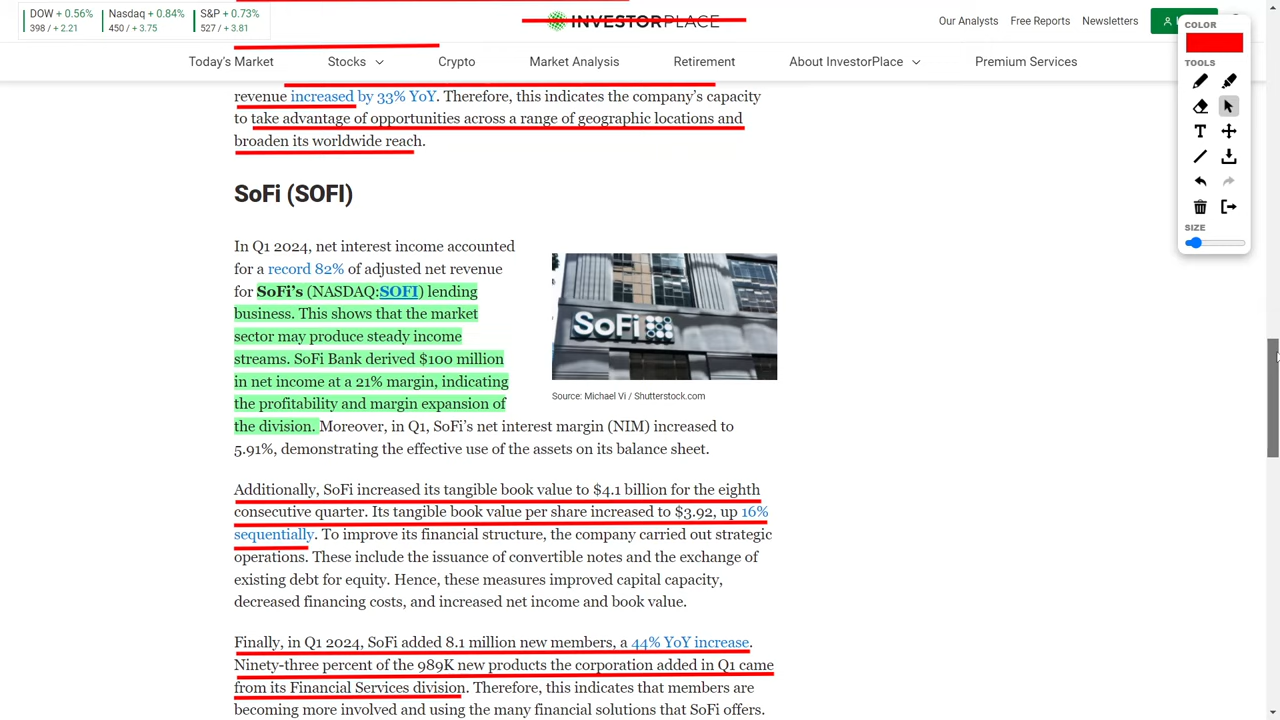 DOW + 0.56%
398 / + 2.21
Nasdaq + 0.84%
450 / + 3.75
S&P + 0.73%
527 / + 3.81
INVESTORPLACE
Our Analysts
Free Reports
Newsletters
Today's Market
Stocks
Crypto
Market Analysis
Retirement
About InvestorPlace
Premium Services
COLOR
TOOLS
T
SIZE
revenue increased by 33% YoY. Therefore, this indicates the company’s capacity
to take advantage of opportunities across a range of geographic locations and
broaden its worldwide reach.
SoFi (SOFI)
In Q1 2024, net interest income accounted
for a record 82% of adjusted net revenue
for SoFi’s (NASDAQ:SOFI) lending
business. This shows that the market
sector may produce steady income
streams. SoFi Bank derived $100 million
in net income at a 21% margin, indicating
the profitability and margin expansion of
the division. Moreover, in Q1, SoFi’s net interest margin (NIM) increased to
5.91%, demonstrating the effective use of the assets on its balance sheet.
SoFi
Source: Michael Vi / Shutterstock.com
Additionally, SoFi increased its tangible book value to $4.1 billion for the eighth
consecutive quarter. Its tangible book value per share increased to $3.92, up 16%
sequentially. To improve its financial structure, the company carried out strategic
operations. These include the issuance of convertible notes and the exchange of
existing debt for equity. Hence, these measures improved capital capacity,
decreased financing costs, and increased net income and book value.
Finally, in Q1 2024, SoFi added 8.1 million new members, a 44% YoY increase.
Ninety-three percent of the 989K new products the corporation added in Q1 came
from its Financial Services division. Therefore, this indicates that members are
becoming more involved and using the many financial solutions that SoFi offers.